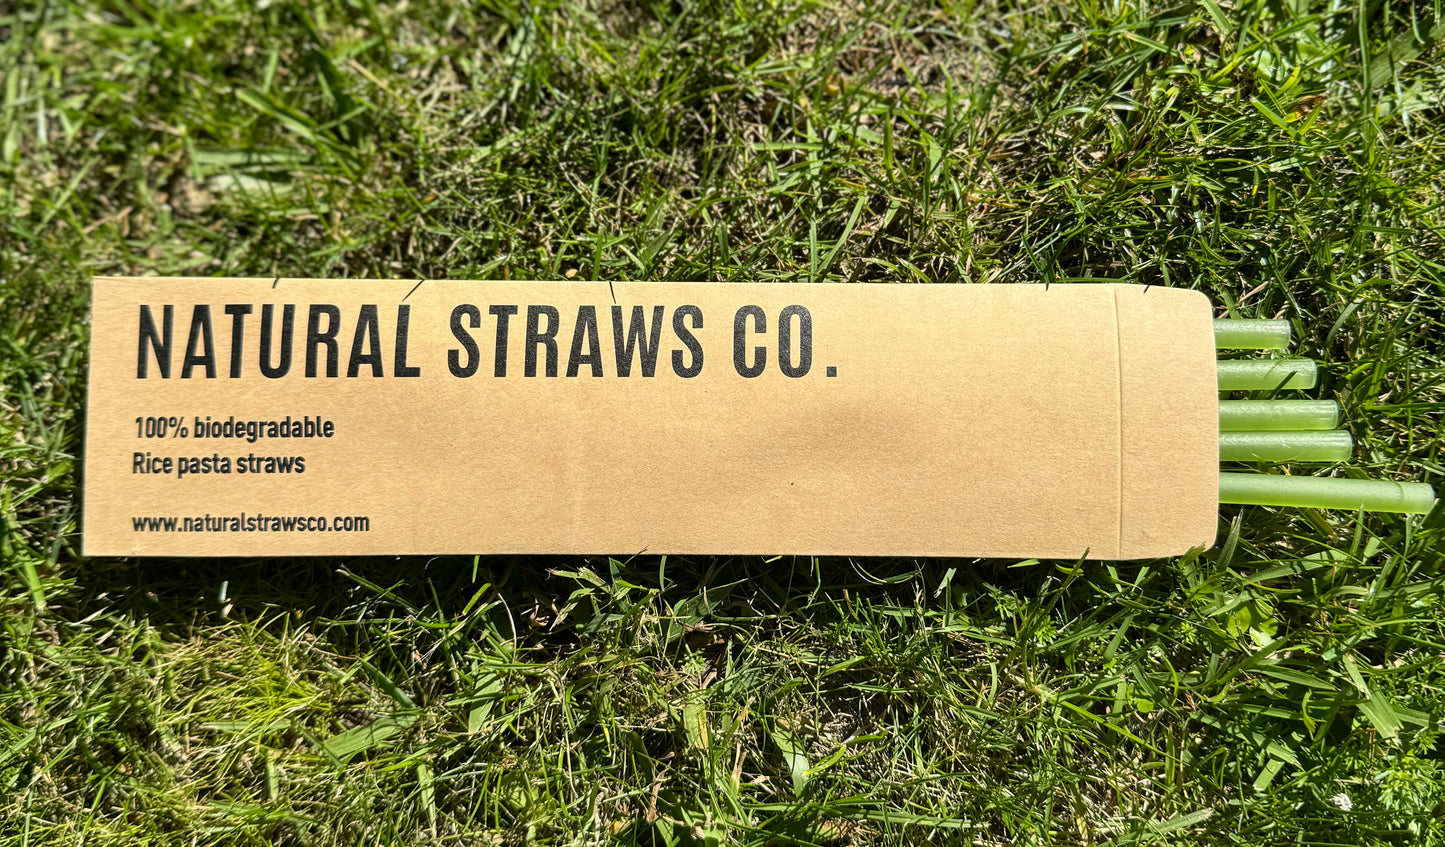 NATURAL STRAWS CO.
100% biodegradable
Rice pasta straws
www.naturalstrawsco.com